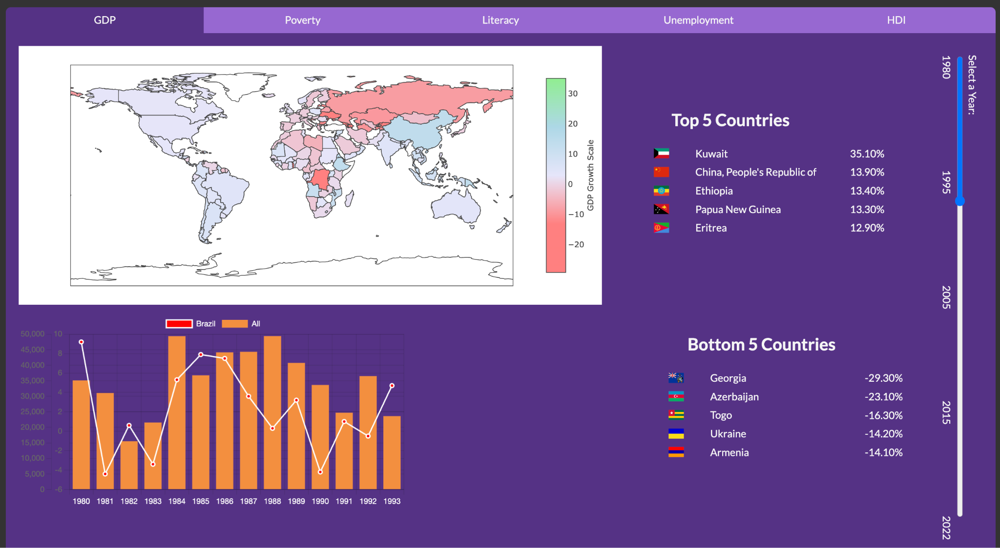 GDP Poverty Literacy Unemployment HDI
30
20
10
0
−10
−20
GDP Growth Scale
Top 5 Countries
Kuwait 35.10%
China, People's Republic of 13.90%
Ethiopia 13.40%
Papua New Guinea 13.30%
Eritrea 12.90%
Select a Year:
1980
1995
2005
2015
2022
Brazil All
50,000
45,000
40,000
35,000
30,000
25,000
20,000
15,000
10,000
5,000
0
10
8
6
4
2
0
-2
-4
-6
1980 1981 1982 1983 1984 1985 1986 1987 1988 1989 1990 1991 1992 1993
Bottom 5 Countries
Georgia -29.30%
Azerbaijan -23.10%
Togo -16.30%
Ukraine -14.20%
Armenia -14.10%